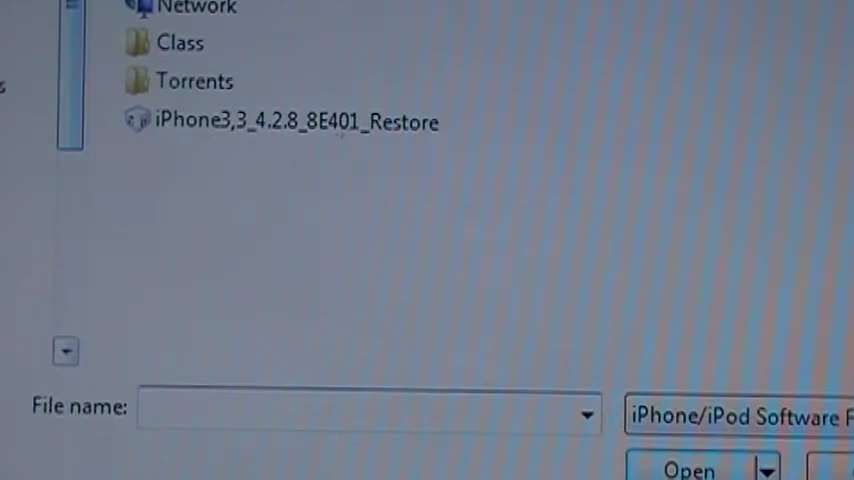 Network
Class
Torrents
iPhone3,3_4.2.8_8E401_Restore
File name:
iPhone/iPod Software F
Open